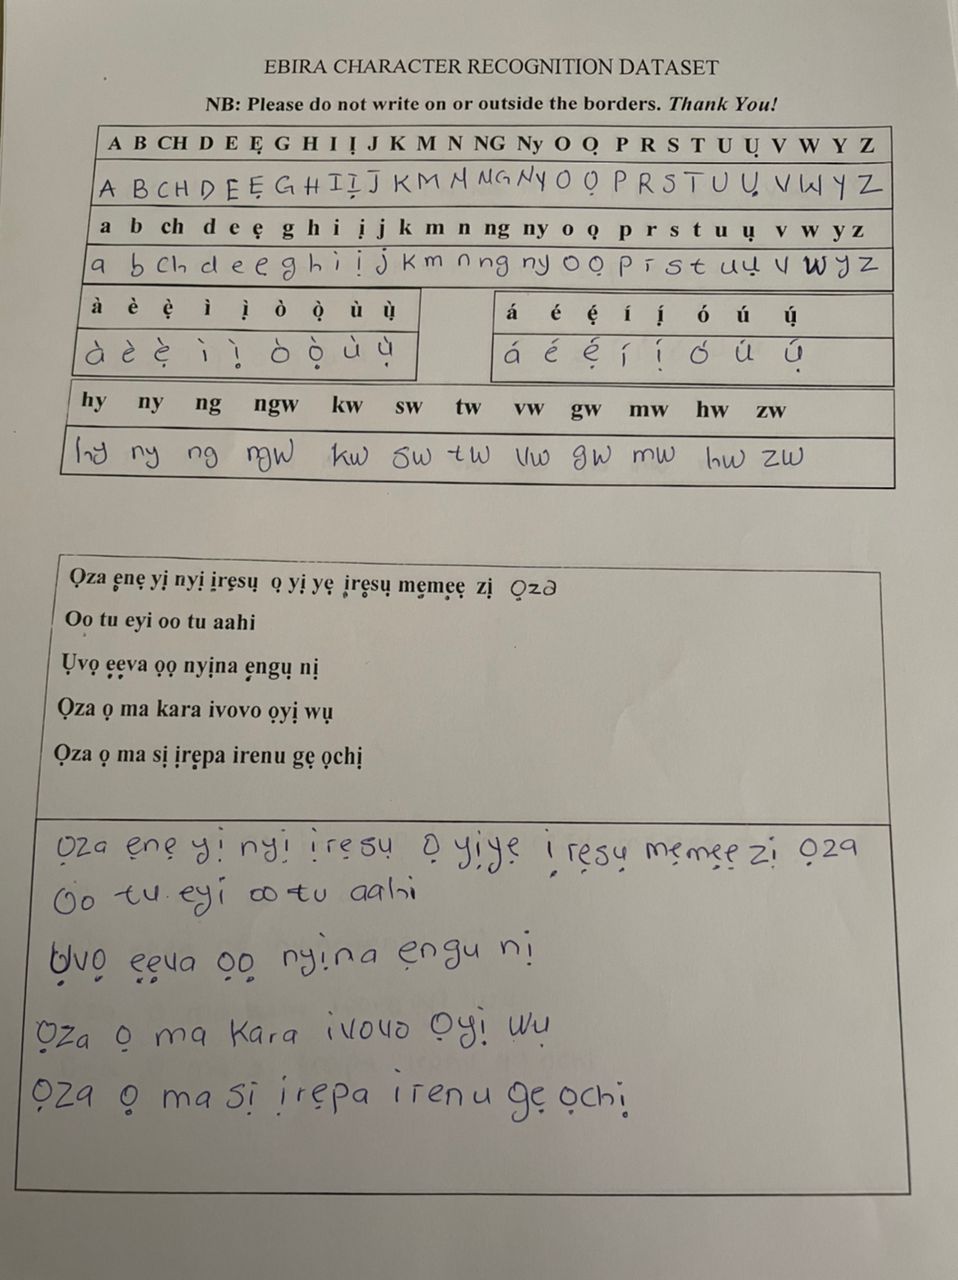 EBIRA CHARACTER RECOGNITION DATASET
NB: Please do not write on or outside the borders. Thank You!
A B CH D E Ẹ G H I Ị J K M N NG Ny O Ọ P R S T U Ụ V W Y Z
A B CH D E Ẹ G H I Ị J K M N NG Ny O Ọ P R S T U Ụ V W Y Z
a b ch d e ẹ g h i ị j k m n ng ny o ọ p r s t u ụ v w y z
a b ch d e ẹ g h i ị j k m n ng ny o ọ p r s t u ụ v w y z
à è ẹ̀ ì ị̀ ò ọ̀ ù ụ̀
á é ẹ́ í ị́ ó ú ụ́
à è ẹ̀ ì ị̀ ò ọ̀ ù ụ̀
á é ẹ́ í ị́ ó ú ụ́
hy ny ng ngw kw sw tw vw gw mw hw zw
hy ny ng ngw kw sw tw vw gw mw hw zw
Ọza ẹnẹ yị nyị ịrẹsụ ọ yị yẹ ịrẹsụ mẹmẹẹ zị ọza
Oo tu eyi oo tu aahi
Ụvọ ẹẹva ọọ nyịna ẹngụ nị
Ọza ọ ma kara ivovo ọyị wụ
Ọza ọ ma sị ịrẹpa irenu gẹ ọchị
Ọza ẹnẹ yị nyị ịrẹsụ Ọ yịyẹ ịrẹsụ mẹmẹẹ zị ọza
Oo tu eyi oo tu aahi
Ụvọ ẹẹva ọọ nyịna ẹngu nị
Ọza ọ ma Kara ivovo Ọyị wụ
Ọza ọ ma sị ịrẹpa irenu gẹ ọchị